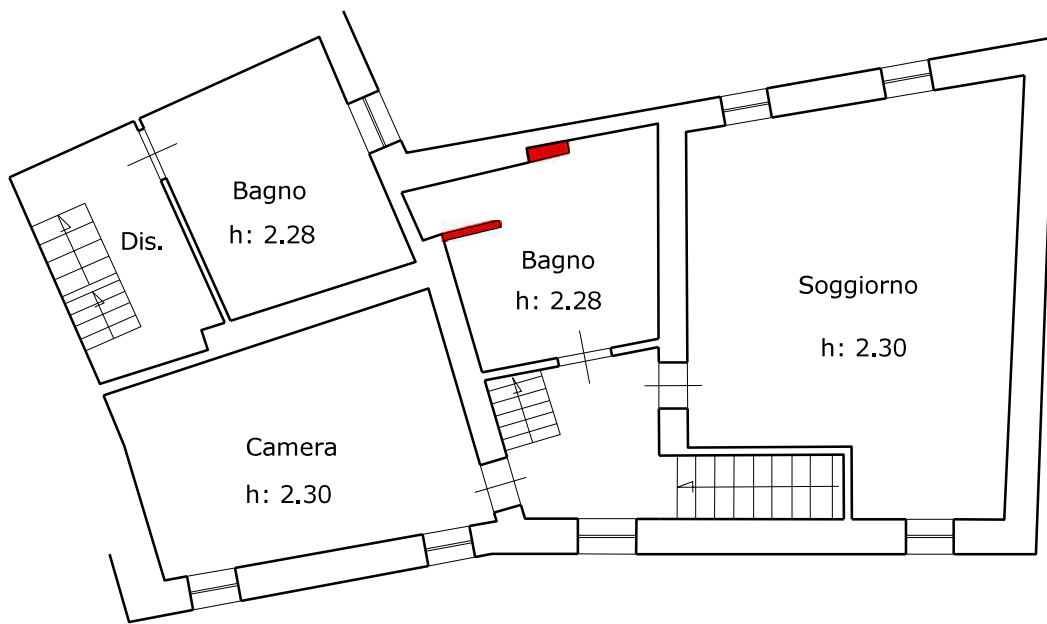 Bagno
h: 2.28
Dis.
Bagno
h: 2.28
Soggiorno
h: 2.30
Camera
h: 2.30